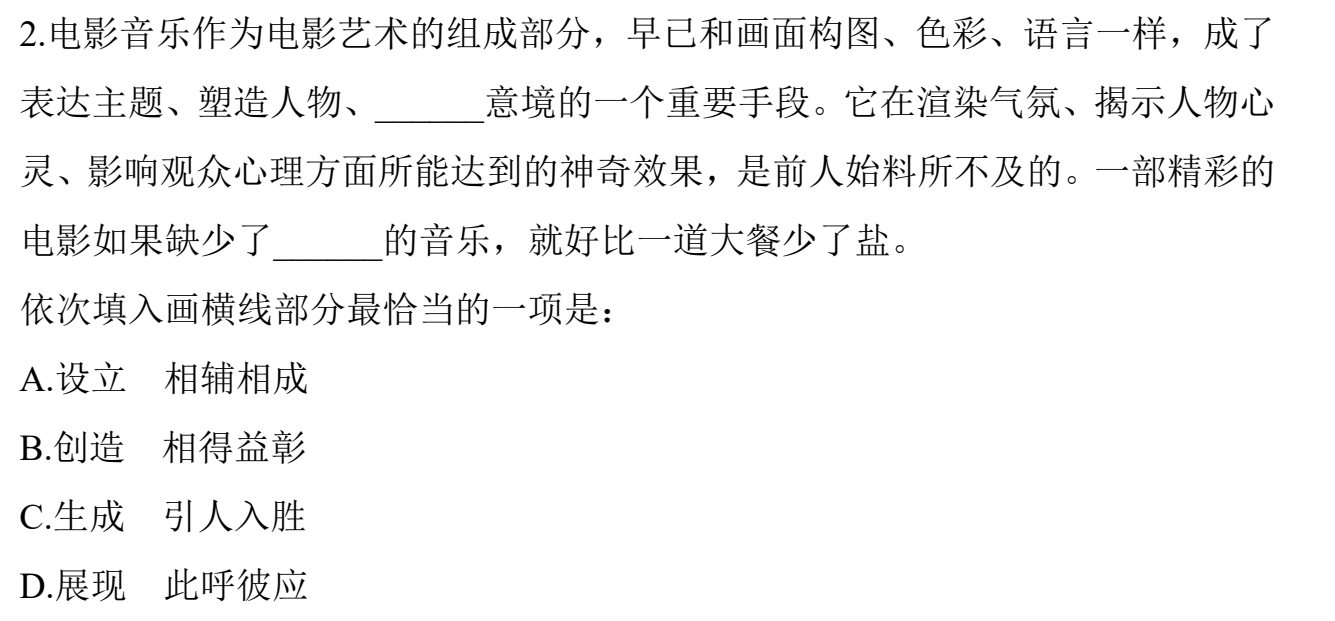 2.电影音乐作为电影艺术的组成部分，早已和画面构图、色彩、语言一样，成了
表达主题、塑造人物、______意境的一个重要手段。它在渲染气氛、揭示人物心
灵、影响观众心理方面所能达到的神奇效果，是前人始料所不及的。一部精彩的
电影如果缺少了______的音乐，就好比一道大餐少了盐。
依次填入画横线部分最恰当的一项是：
A.设立　相辅相成
B.创造　相得益彰
C.生成　引人入胜
D.展现　此呼彼应